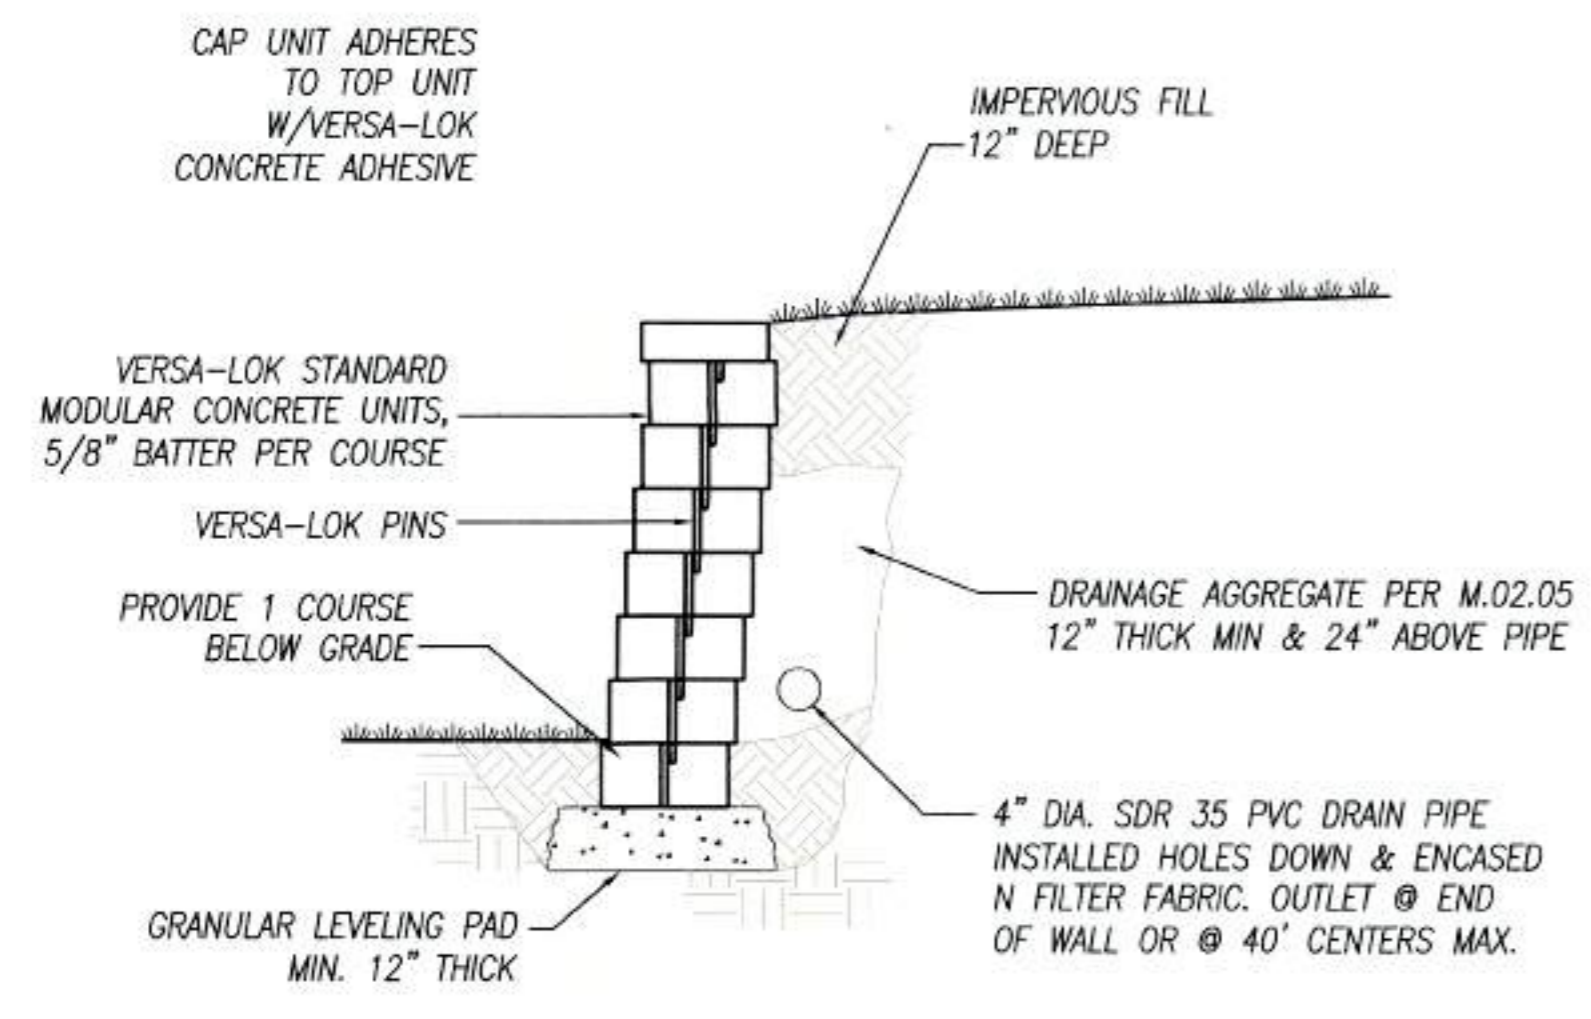 CAP UNIT ADHERES
TO TOP UNIT
W/VERSA-LOK
CONCRETE ADHESIVE
IMPERVIOUS FILL
12" DEEP
VERSA-LOK STANDARD
MODULAR CONCRETE UNITS,
5/8" BATTER PER COURSE
VERSA-LOK PINS
PROVIDE 1 COURSE
BELOW GRADE
DRAINAGE AGGREGATE PER M.02.05
12" THICK MIN & 24" ABOVE PIPE
4" DIA. SDR 35 PVC DRAIN PIPE
INSTALLED HOLES DOWN & ENCASED
N FILTER FABRIC. OUTLET @ END
OF WALL OR @ 40' CENTERS MAX.
GRANULAR LEVELING PAD
MIN. 12" THICK